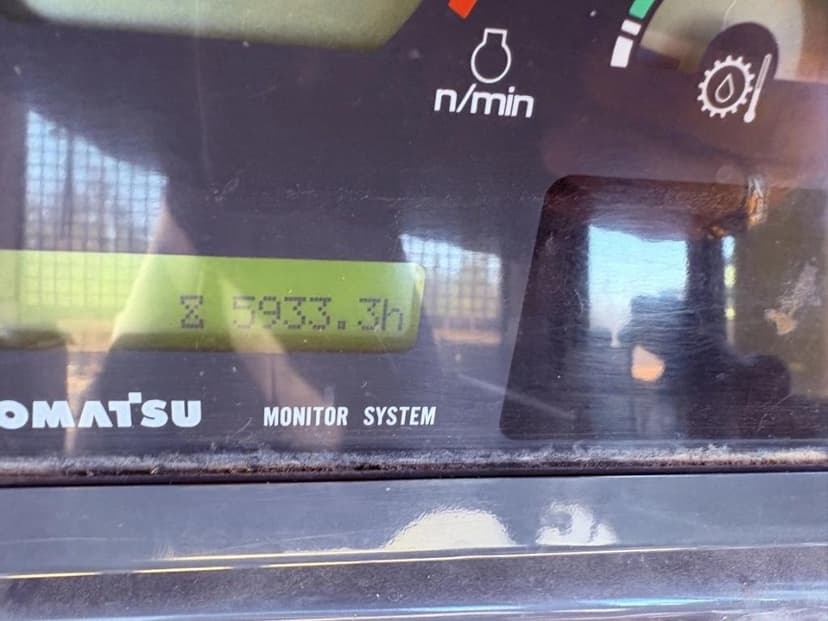 n/min
5933.3h
OMATSU
MONITOR SYSTEM